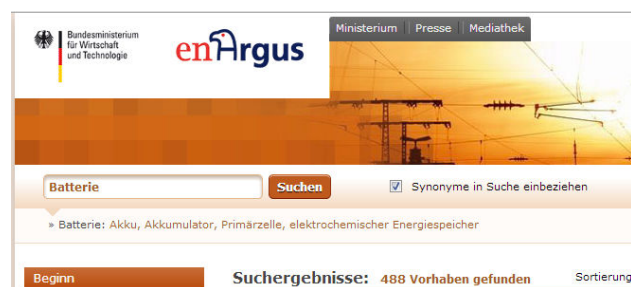 Bundesministerium
für Wirtschaft
und Technologie
enArgus
Ministerium | Presse | Mediathek
Batterie
Suchen
Synonyme in Suche einbeziehen
» Batterie: Akku, Akkumulator, Primärzelle, elektrochemischer Energiespeicher
Beginn
Suchergebnisse: 488 Vorhaben gefunden
Sortierung